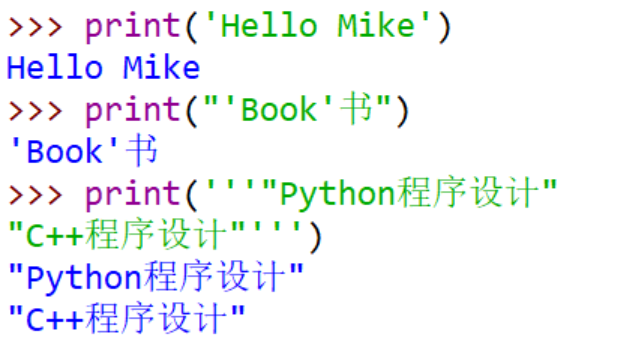 >>> print('Hello Mike')
Hello Mike
>>> print("'Book'书")
'Book'书
>>> print('''"Python程序设计"
"C++程序设计"''')
"Python程序设计"
"C++程序设计"